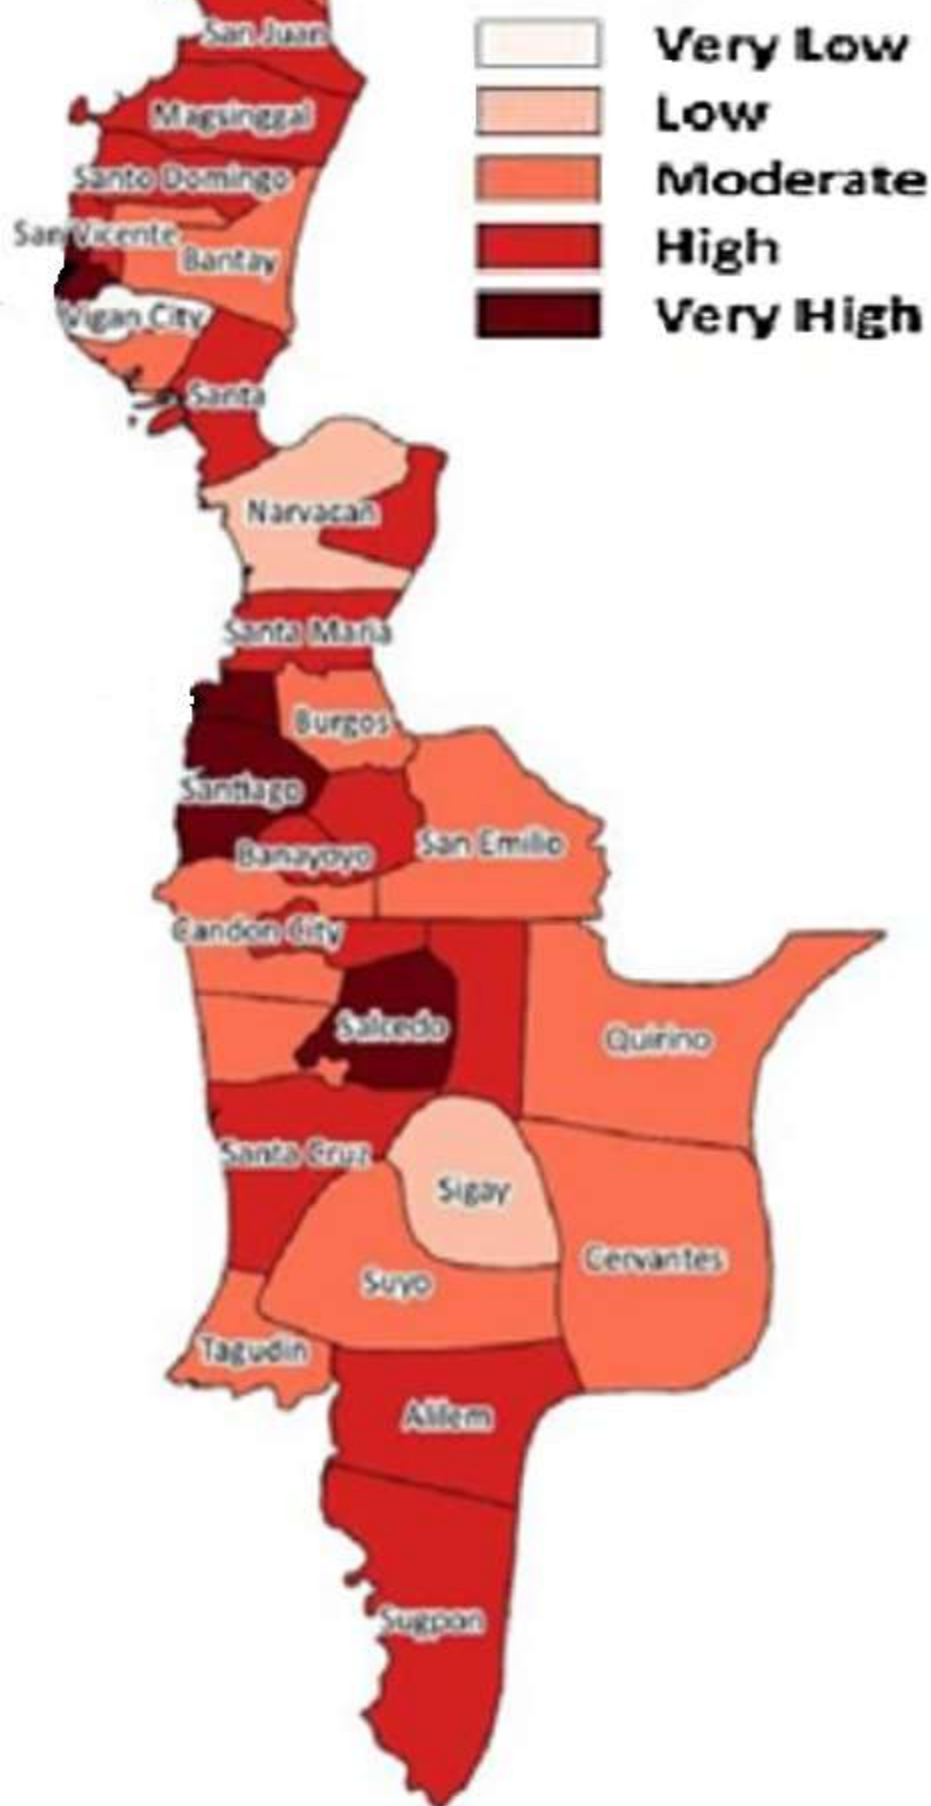 San Juan
Very Low
Low
Magsinggal
Moderate
Santo Domingo
San Vicente
High
Bantay
Vigan City
Very High
Santa
Narvacan
Santa Maria
Burgos
Santiago
San Emilio
Banayoyo
Candon City
Salcedo
Quirino
Santa Cruz
Sigay
Cervantes
Suyo
Tagudin
Alilem
Sugpon